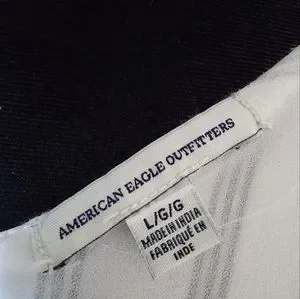 AMERICAN EAGLE OUTFITTERS
L/G/G
MADE IN INDIA
FABRIQUÉ EN
INDE